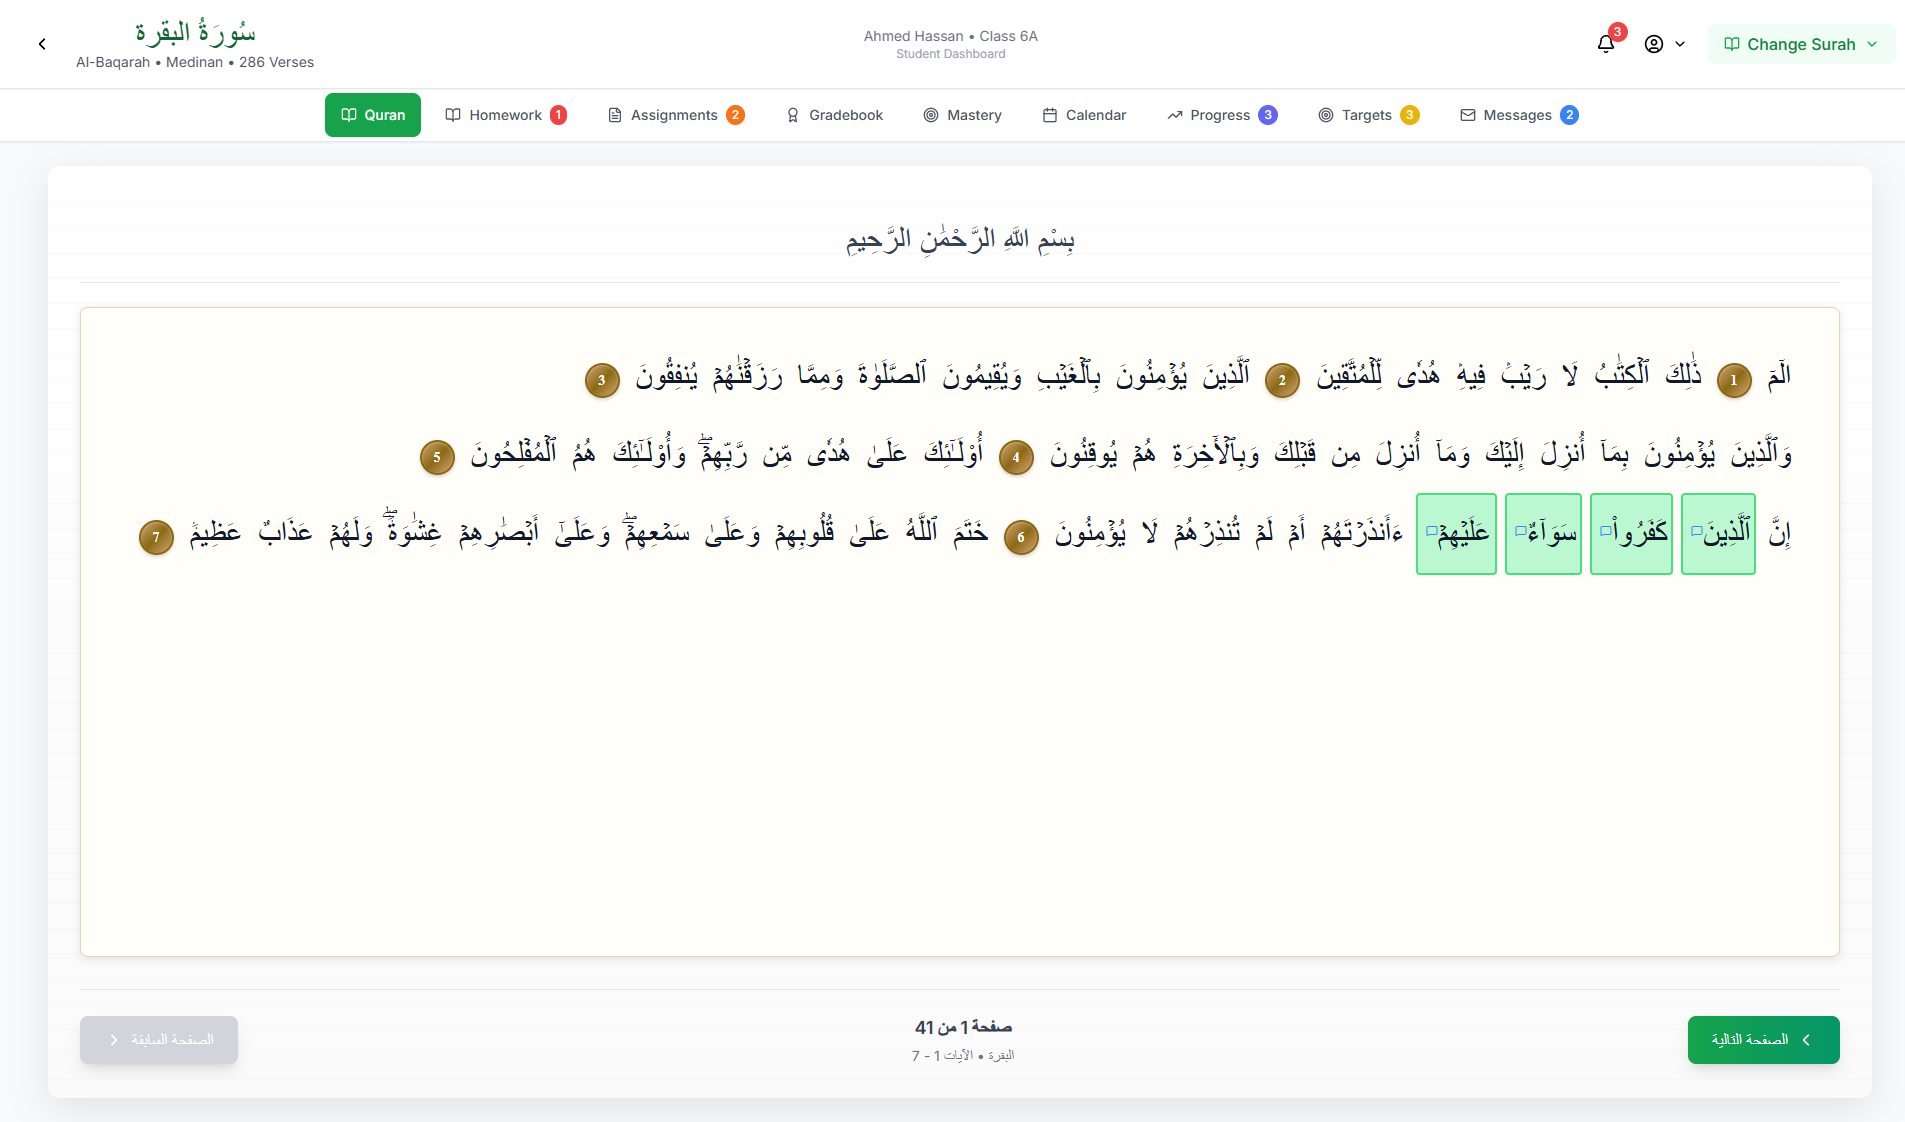 سُورَةُ البقرة
Al-Baqarah • Medinan • 286 Verses
Ahmed Hassan • Class 6A
Student Dashboard
3
Change Surah
Quran
Homework 1
Assignments 2
Gradebook
Mastery
Calendar
Progress 3
Targets 3
Messages 2
بِسْمِ اللَّهِ الرَّحْمَٰنِ الرَّحِيمِ
الٓمٓ 1 ذَٰلِكَ ٱلْكِتَٰبُ لَا رَيْبَ ۛ فِيهِ ۛ هُدًى لِّلْمُتَّقِينَ 2 ٱلَّذِينَ يُؤْمِنُونَ بِٱلْغَيْبِ وَيُقِيمُونَ ٱلصَّلَوٰةَ وَمِمَّا رَزَقْنَٰهُمْ يُنفِقُونَ 3
وَٱلَّذِينَ يُؤْمِنُونَ بِمَآ أُنزِلَ إِلَيْكَ وَمَآ أُنزِلَ مِن قَبْلِكَ وَبِٱلْأَخِرَةِ هُمْ يُوقِنُونَ 4 أُوْلَـٰٓئِكَ عَلَىٰ هُدًى مِّن رَّبِّهِمْ ۖ وَأُوْلَـٰٓئِكَ هُمُ ٱلْمُفْلِحُونَ 5
إِنَّ ٱلَّذِينَ كَفَرُوا۟ سَوَآءٌ عَلَيْهِمْ ءَأَنذَرْتَهُمْ أَمْ لَمْ تُنذِرْهُمْ لَا يُؤْمِنُونَ 6 خَتَمَ ٱللَّهُ عَلَىٰ قُلُوبِهِمْ وَعَلَىٰ سَمْعِهِمْ ۖ وَعَلَىٰٓ أَبْصَٰرِهِمْ غِشَٰوَةٌ ۖ وَلَهُمْ عَذَابٌ عَظِيمٌ 7
الصفحة السابقة
صفحة 1 من 41
البقرة • الآيات 1 - 7
الصفحة التالية